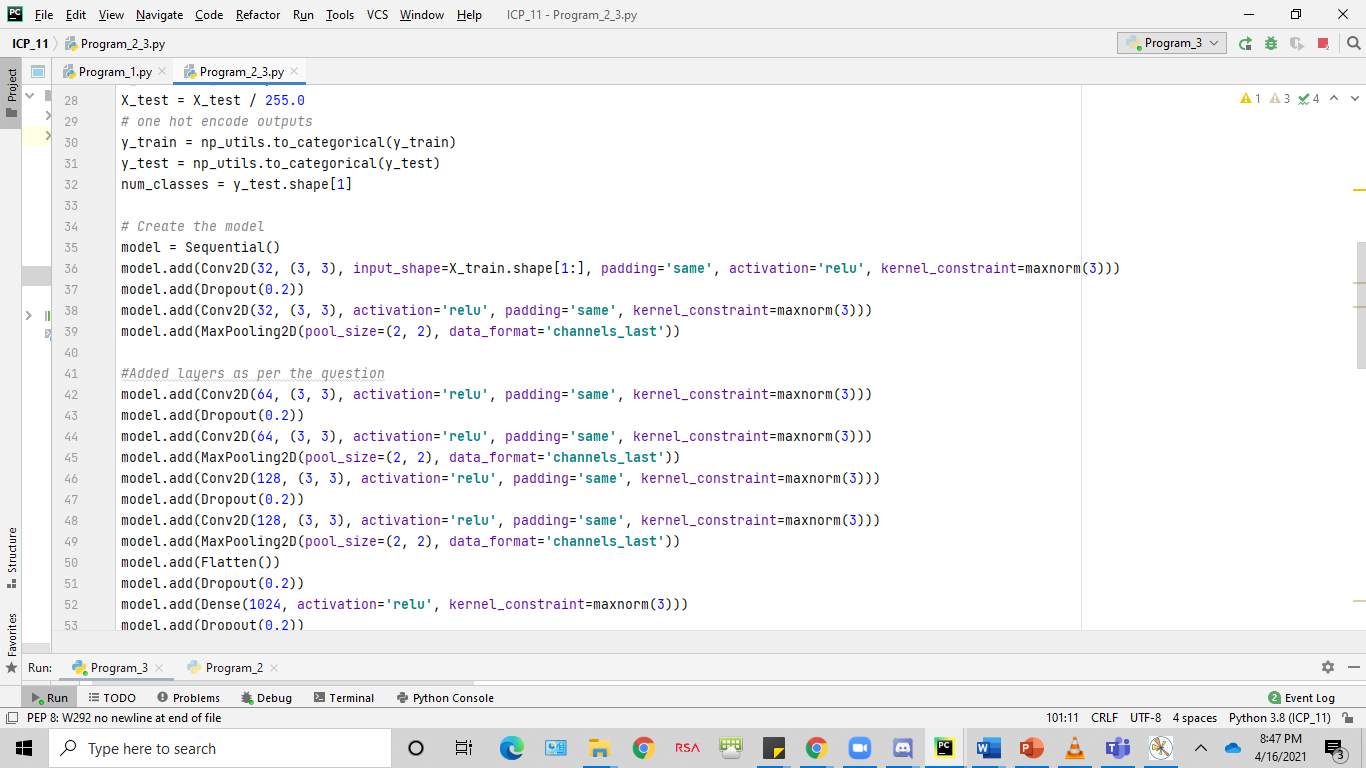 PC File Edit View Navigate Code Refactor Run Tools VCS Window Help ICP_11 - Program_2_3.py
ICP_11 Program_2_3.py Program_3
Program_1.py Program_2_3.py
Project
1 3 4
28 X_test = X_test / 255.0
29 # one hot encode outputs
30 y_train = np_utils.to_categorical(y_train)
31 y_test = np_utils.to_categorical(y_test)
32 num_classes = y_test.shape[1]
33
34 # Create the model
35 model = Sequential()
36 model.add(Conv2D(32, (3, 3), input_shape=X_train.shape[1:], padding='same', activation='relu', kernel_constraint=maxnorm(3)))
37 model.add(Dropout(0.2))
38 model.add(Conv2D(32, (3, 3), activation='relu', padding='same', kernel_constraint=maxnorm(3)))
39 model.add(MaxPooling2D(pool_size=(2, 2), data_format='channels_last'))
40
41 #Added layers as per the question
42 model.add(Conv2D(64, (3, 3), activation='relu', padding='same', kernel_constraint=maxnorm(3)))
43 model.add(Dropout(0.2))
44 model.add(Conv2D(64, (3, 3), activation='relu', padding='same', kernel_constraint=maxnorm(3)))
45 model.add(MaxPooling2D(pool_size=(2, 2), data_format='channels_last'))
46 model.add(Conv2D(128, (3, 3), activation='relu', padding='same', kernel_constraint=maxnorm(3)))
47 model.add(Dropout(0.2))
48 model.add(Conv2D(128, (3, 3), activation='relu', padding='same', kernel_constraint=maxnorm(3)))
49 model.add(MaxPooling2D(pool_size=(2, 2), data_format='channels_last'))
50 model.add(Flatten())
51 model.add(Dropout(0.2))
52 model.add(Dense(1024, activation='relu', kernel_constraint=maxnorm(3)))
53 model.add(Dropout(0.2))
Structure
Favorites
Run: Program_3 Program_2
Run TODO Problems Debug Terminal Python Console 2 Event Log
PEP 8: W292 no newline at end of file 101:11 CRLF UTF-8 4 spaces Python 3.8 (ICP_11)
Type here to search RSA PC 8:47 PM
4/16/2021 3